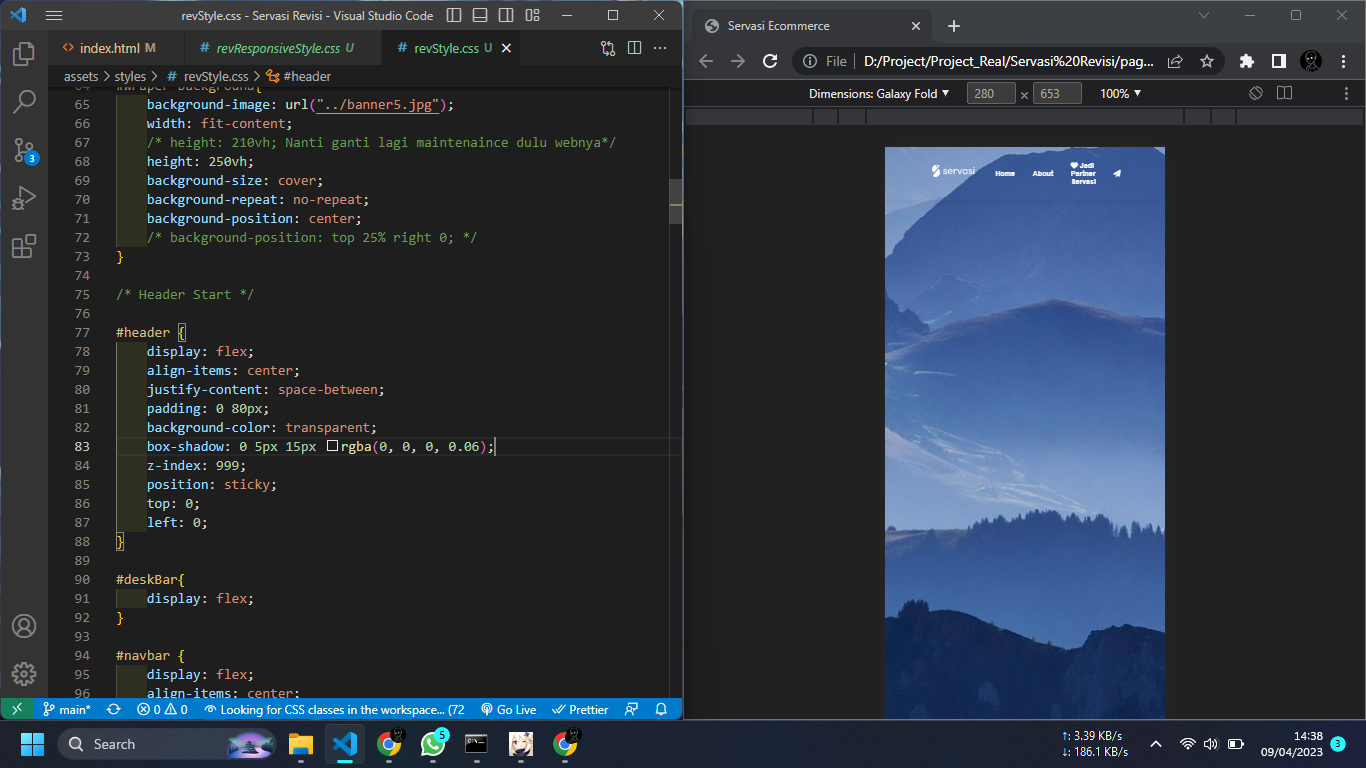 revStyle.css - Servasi Revisi - Visual Studio Code
index.html M
revResponsiveStyle.css U
revStyle.css U
assets > styles > # revStyle.css > #header
64 #wraper-background{
65 background-image: url("../banner5.jpg");
66 width: fit-content;
67 /* height: 210vh; Nanti ganti lagi maintenaince dulu webnya*/
68 height: 250vh;
69 background-size: cover;
70 background-repeat: no-repeat;
71 background-position: center;
72 /* background-position: top 25% right 0; */
73 }
74
75 /* Header Start */
76
77 #header {
78 display: flex;
79 align-items: center;
80 justify-content: space-between;
81 padding: 0 80px;
82 background-color: transparent;
83 box-shadow: 0 5px 15px rgba(0, 0, 0, 0.06);
84 z-index: 999;
85 position: sticky;
86 top: 0;
87 left: 0;
88 }
89
90 #deskBar{
91 display: flex;
92 }
93
94 #navbar {
95 display: flex;
96 align-items: center;
3
main*
0 0
Looking for CSS classes in the workspace... (72
Go Live
Prettier
Servasi Ecommerce
File
D:/Project/Project_Real/Servasi%20Revisi/pag...
Dimensions: Galaxy Fold
280 × 653
100%
servasi
Home
About
Jadi
Partner
Servasi
Search
5
↑: 3.39 KB/s
↓: 186.1 KB/s
14:38
09/04/2023
3